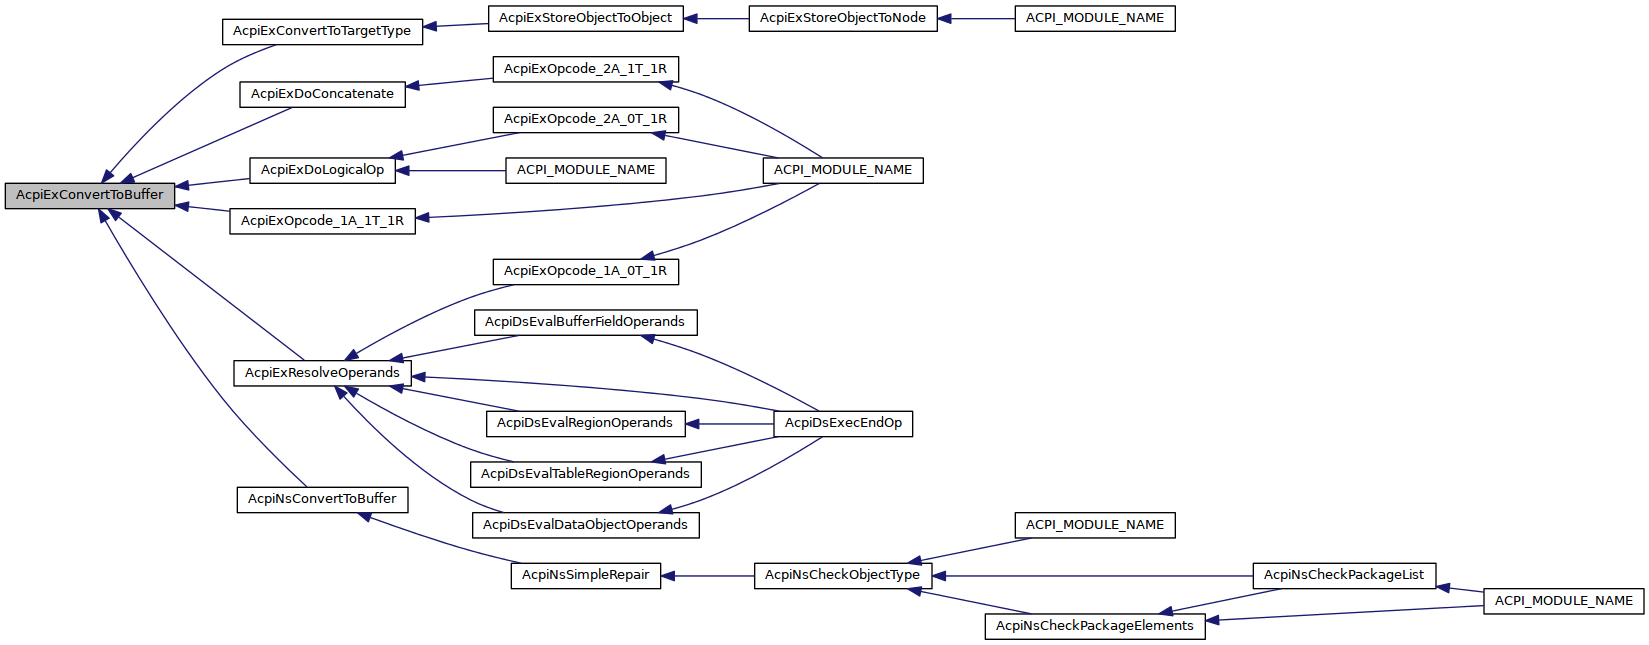 AcpiExConvertToBuffer
AcpiExConvertToTargetType
AcpiExStoreObjectToObject
AcpiExStoreObjectToNode
ACPI_MODULE_NAME
AcpiExDoConcatenate
AcpiExOpcode_2A_1T_1R
AcpiExOpcode_2A_0T_1R
AcpiExDoLogicalOp
ACPI_MODULE_NAME
ACPI_MODULE_NAME
AcpiExOpcode_1A_1T_1R
AcpiExOpcode_1A_0T_1R
AcpiDsEvalBufferFieldOperands
AcpiExResolveOperands
AcpiDsEvalRegionOperands
AcpiDsExecEndOp
AcpiDsEvalTableRegionOperands
AcpiNsConvertToBuffer
AcpiDsEvalDataObjectOperands
ACPI_MODULE_NAME
AcpiNsSimpleRepair
AcpiNsCheckObjectType
AcpiNsCheckPackageList
ACPI_MODULE_NAME
AcpiNsCheckPackageElements